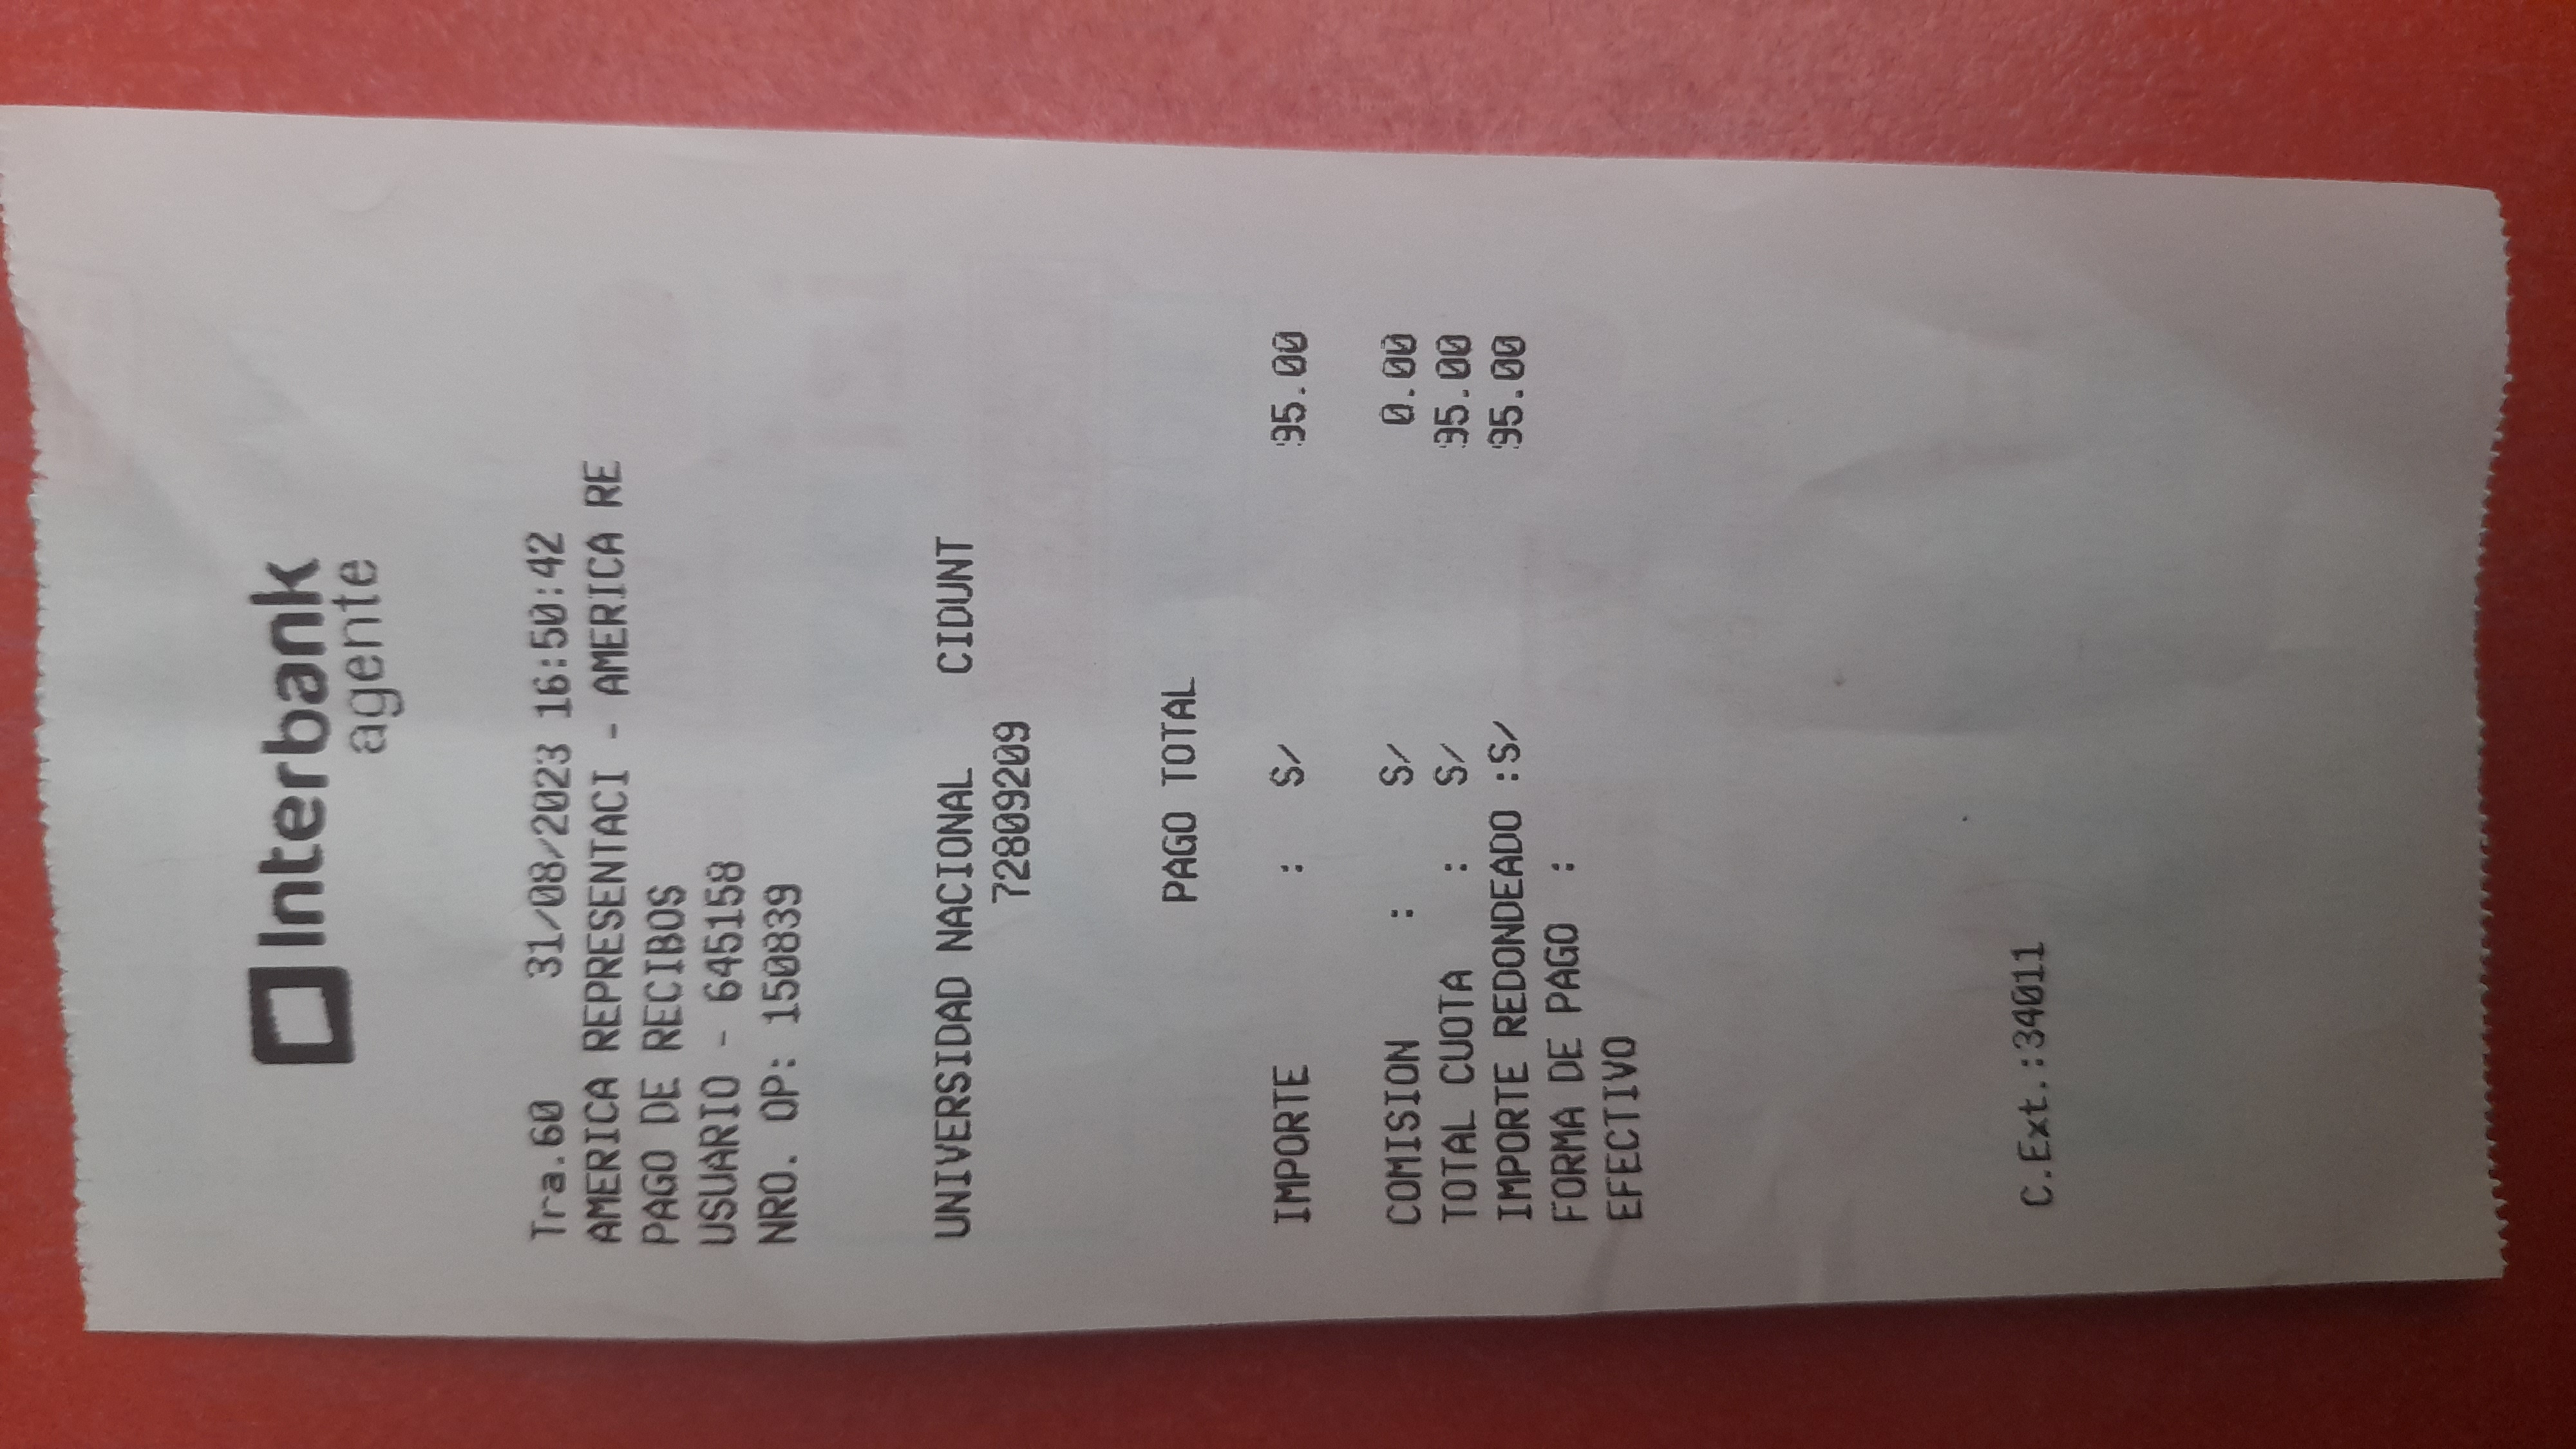 Interbank
agente
Tra.60 31/08/2023 16:50:42
AMERICA REPRESENTACI - AMERICA RE
PAGO DE RECIBOS
USUARIO - 645158
NRO. OP: 150839
UNIVERSIDAD NACIONAL CIDUNT
72809209
PAGO TOTAL
IMPORTE : S/ 95.00
COMISION : S/ 0.00
TOTAL CUOTA : S/ 95.00
IMPORTE REDONDEADO :S/ 95.00
FORMA DE PAGO :
EFECTIVO
C.Ext.:34011